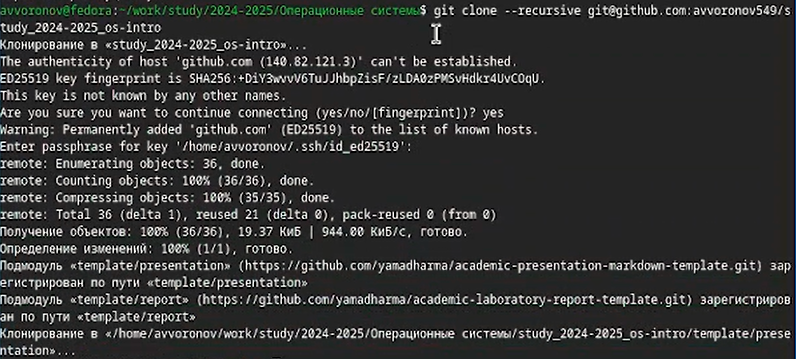 avvoronov@fedora:~/work/study/2024-2025/Операционные системы$ git clone --recursive git@github.com:avvoronov549/s
tudy_2024-2025_os-intro
Клонирование в «study_2024-2025_os-intro»...
The authenticity of host 'github.com (140.82.121.3)' can't be established.
ED25519 key fingerprint is SHA256:+DiY3wvvV6TuJJhbpZisF/zLDA0zPMSvHdkr4UvCOqU.
This key is not known by any other names.
Are you sure you want to continue connecting (yes/no/[fingerprint])? yes
Warning: Permanently added 'github.com' (ED25519) to the list of known hosts.
Enter passphrase for key '/home/avvoronov/.ssh/id_ed25519':
remote: Enumerating objects: 36, done.
remote: Counting objects: 100% (36/36), done.
remote: Compressing objects: 100% (35/35), done.
remote: Total 36 (delta 1), reused 21 (delta 0), pack-reused 0 (from 0)
Получение объектов: 100% (36/36), 19.37 КиБ | 944.00 КиБ/с, готово.
Определение изменений: 100% (1/1), готово.
Подмодуль «template/presentation» (https://github.com/yamadharma/academic-presentation-markdown-template.git) зар
егистрирован по пути «template/presentation»
Подмодуль «template/report» (https://github.com/yamadharma/academic-laboratory-report-template.git) зарегистриров
ан по пути «template/report»
Клонирование в «/home/avvoronov/work/study/2024-2025/Операционные системы/study_2024-2025_os-intro/template/prese
ntation»...